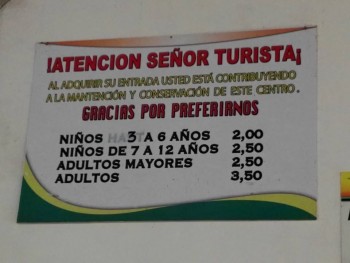 ¡ATENCION SEÑOR TURISTA¡
AL ADQUIRIR SU ENTRADA USTED ESTÁ CONTRIBUYENDO
A LA MANTENCIÓN Y CONSERVACIÓN DE ESTE CENTRO.
GRACIAS POR PREFERIRNOS
NIÑOS 3 A 6 AÑOS 2,00
NIÑOS DE 7 A 12 AÑOS 2,50
ADULTOS MAYORES 2,50
ADULTOS 3,50